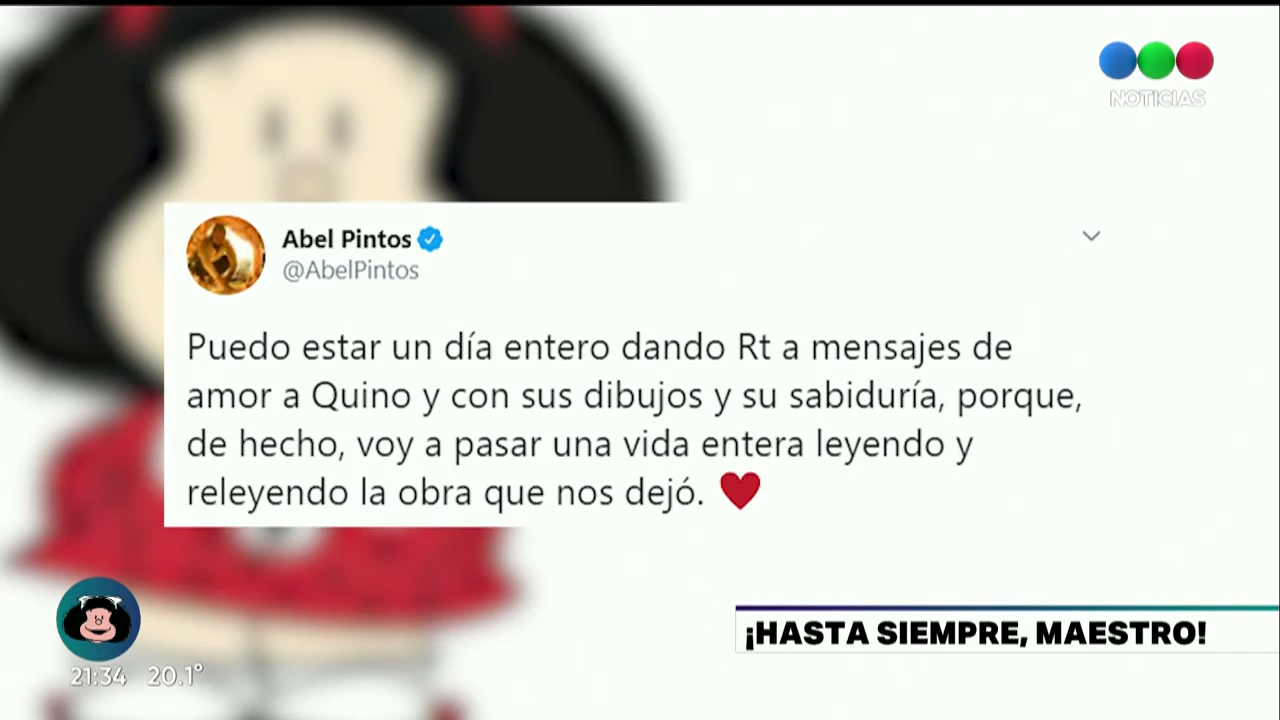 NOTICIAS
Abel Pintos
@AbelPintos
Puedo estar un día entero dando Rt a mensajes de
amor a Quino y con sus dibujos y su sabiduría, porque,
de hecho, voy a pasar una vida entera leyendo y
releyendo la obra que nos dejó. ❤
¡HASTA SIEMPRE, MAESTRO!
21:34 20.1°